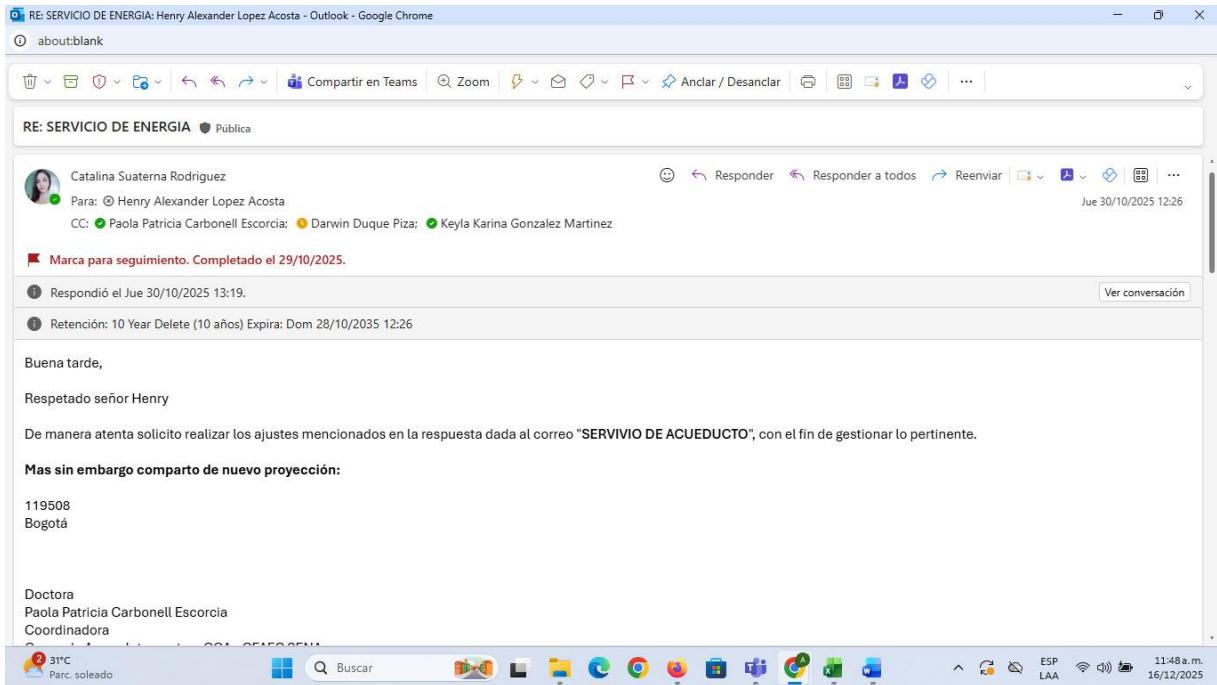 RE: SERVICIO DE ENERGIA: Henry Alexander Lopez Acosta - Outlook - Google Chrome
about:blank
Compartir en Teams Zoom Anclar / Desanclar
RE: SERVICIO DE ENERGIA Pública
Catalina Suaterna Rodriguez
Responder Responder a todos Reenviar
Para: Henry Alexander Lopez Acosta
Jue 30/10/2025 12:26
CC: Paola Patricia Carbonell Escorcia; Darwin Duque Piza; Keyla Karina Gonzalez Martinez
Marca para seguimiento. Completado el 29/10/2025.
Respondió el Jue 30/10/2025 13:19.
Ver conversación
Retención: 10 Year Delete (10 años) Expira: Dom 28/10/2035 12:26
Buena tarde,
Respetado señor Henry
De manera atenta solicito realizar los ajustes mencionados en la respuesta dada al correo "SERVIVIO DE ACUEDUCTO", con el fin de gestionar lo pertinente.
Mas sin embargo comparto de nuevo proyección:
119508
Bogotá
Doctora
Paola Patricia Carbonell Escorcia
Coordinadora
2
31°C
Parc. soleado
Buscar
ESP
LAA
11:48 a. m.
16/12/2025